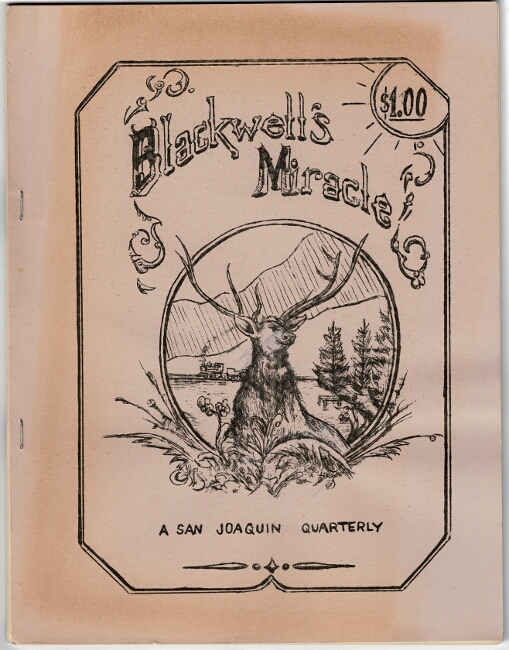 $1.00
Blackwell's
Miracle
A SAN JOAQUIN QUARTERLY